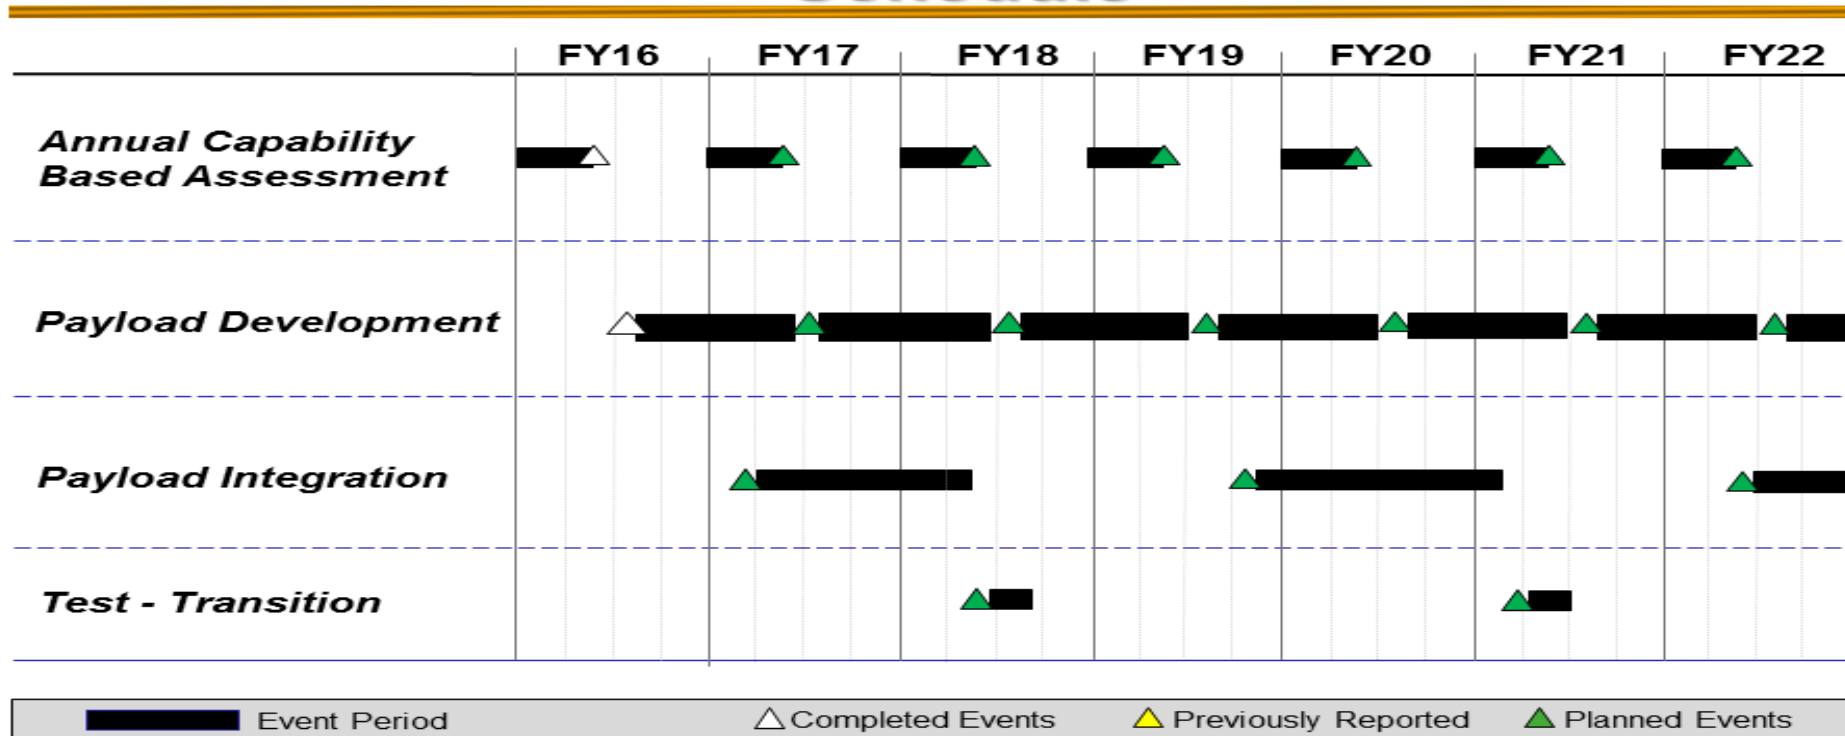 FY16 FY17 FY18 FY19 FY20 FY21 FY22
Annual Capability
Based Assessment
Payload Development
Payload Integration
Test - Transition
Event Period Completed Events Previously Reported Planned Events